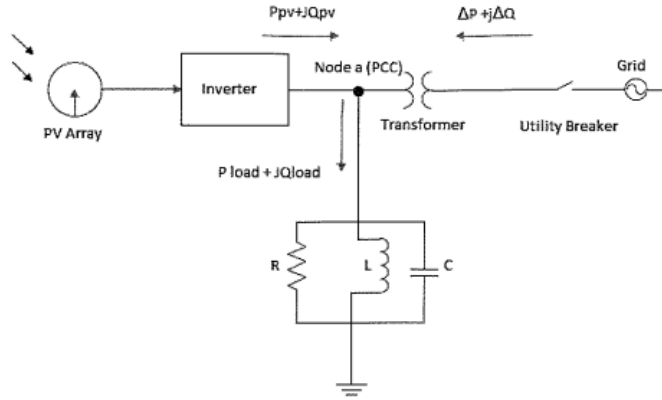 Ppv+JQpv
ΔP +jΔQ
Node a (PCC)
Grid
Inverter
PV Array
Transformer
Utility Breaker
P load + JQload
R
L
C